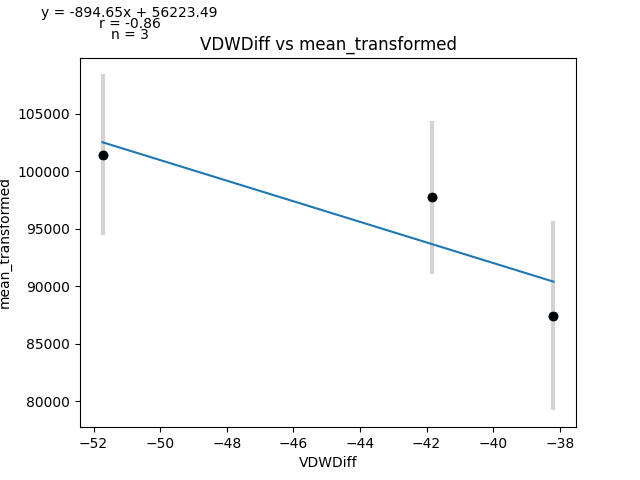 y = -894.65x + 56223.49
r = -0.86
n = 3
VDWDiff vs mean_transformed
mean_transformed
105000
100000
95000
90000
85000
80000
−52
−50
−48
−46
−44
−42
−40
−38
VDWDiff